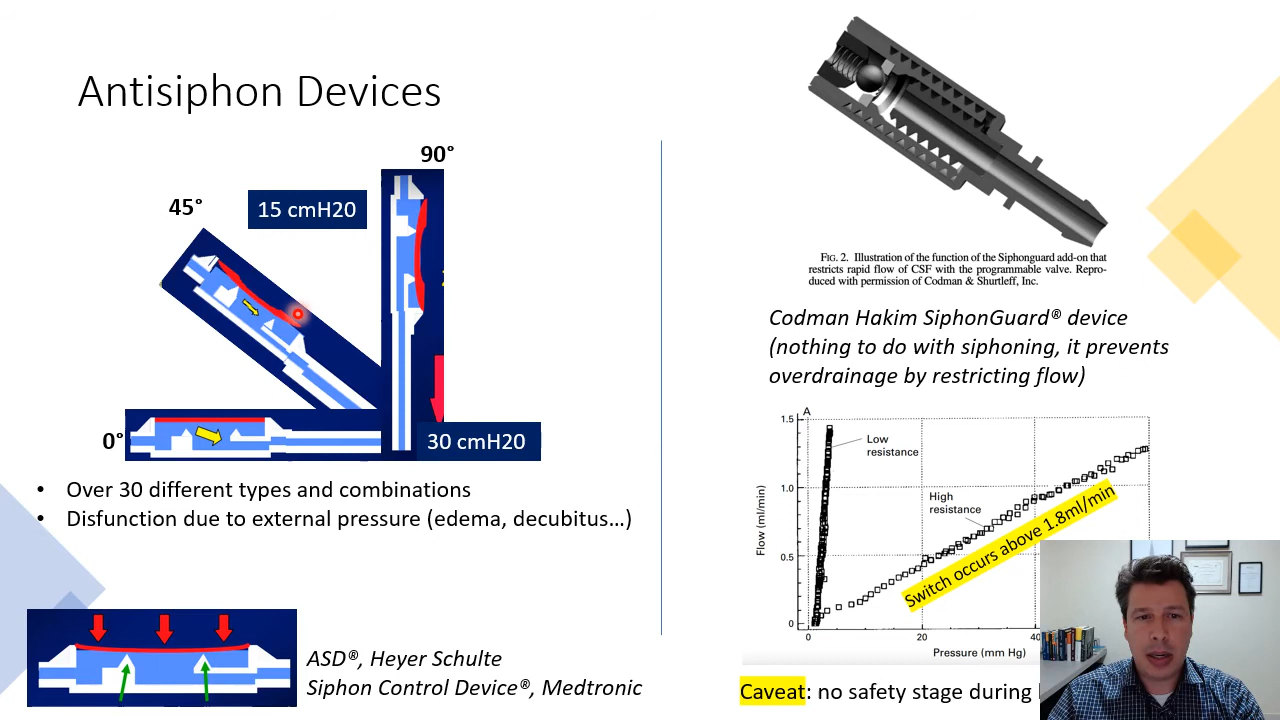 Antisiphon Devices
90°
45°
15 cmH20
0°
30 cmH20
• Over 30 different types and combinations
• Disfunction due to external pressure (edema, decubitus...)
ASD®, Heyer Schulte
Siphon Control Device®, Medtronic
FIG. 2. Illustration of the function of the Siphonguard add-on that
restricts rapid flow of CSF with the programmable valve. Repro-
duced with permission of Codman & Shurtleff, Inc.
Codman Hakim SiphonGuard® device
(nothing to do with siphoning, it prevents
overdrainage by restricting flow)
A
1.5
Low
resistance
1.0
High
resistance
Flow (ml/min)
0.5
Switch occurs above 1.8ml/min
0
0 20 40
Pressure (mm Hg)
Caveat: no safety stage during